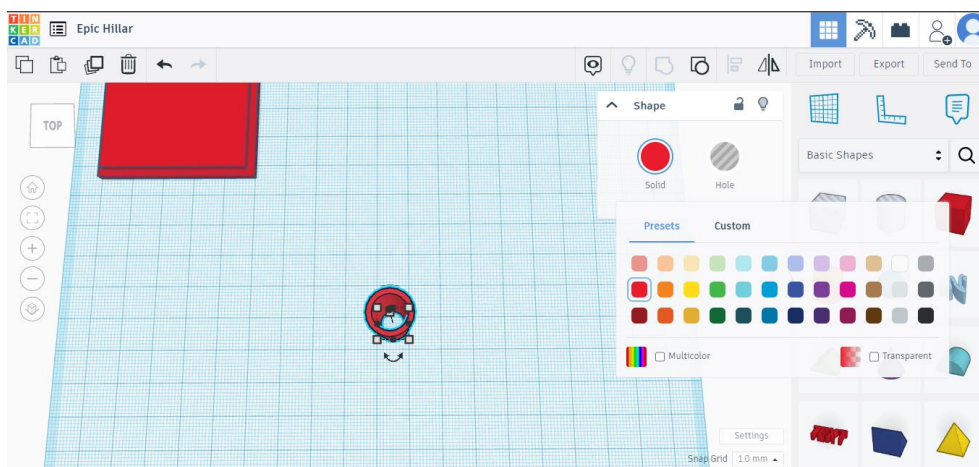 TIN
KER
CAD
Epic Hillar
Import
Export
Send To
TOP
Shape
Solid
Hole
Basic Shapes
Presets
Custom
Multicolor
Transparent
TEXT
Settings
Snap Grid 1.0 mm